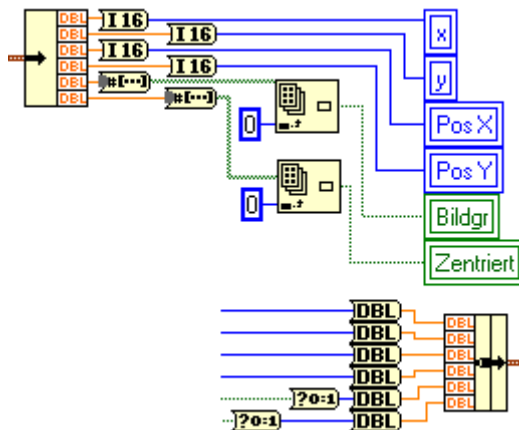 DBL I16 x
DBL I16
DBL I16 y
DBL I16
DBL #[···] Pos X
DBL #[···]
0
Pos Y
0
Bildgr
Zentriert
DBL DBL
DBL DBL
DBL DBL
DBL DBL
?0:1 DBL DBL
?0:1 DBL DBL